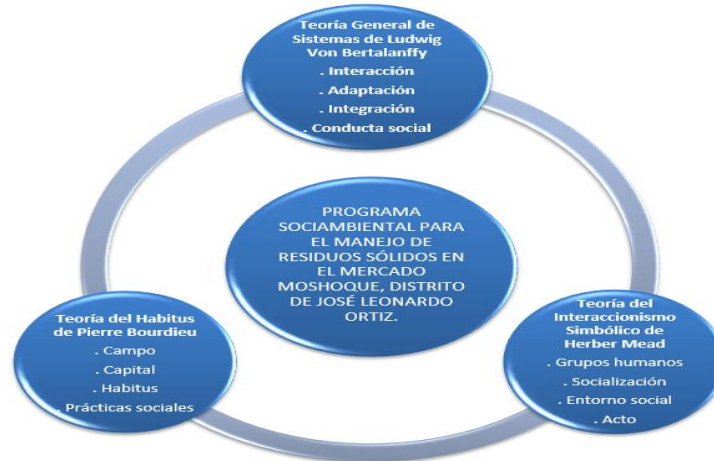 Teoría General de
Sistemas de Ludwig
Von Bertalanffy
. Interacción
. Adaptación
. Integración
. Conducta social
PROGRAMA
SOCIAMBIENTAL PARA
EL MANEJO DE
RESIDUOS SÓLIDOS EN
EL MERCADO
MOSHOQUE, DISTRITO
DE JOSÉ LEONARDO
ORTIZ.
Teoría del Habitus
de Pierre Bourdieu
. Campo
. Capital
. Habitus
. Prácticas sociales
Teoría del
Interaccionismo
Simbólico de
Herber Mead
. Grupos humanos
. Socialización
. Entorno social
. Acto